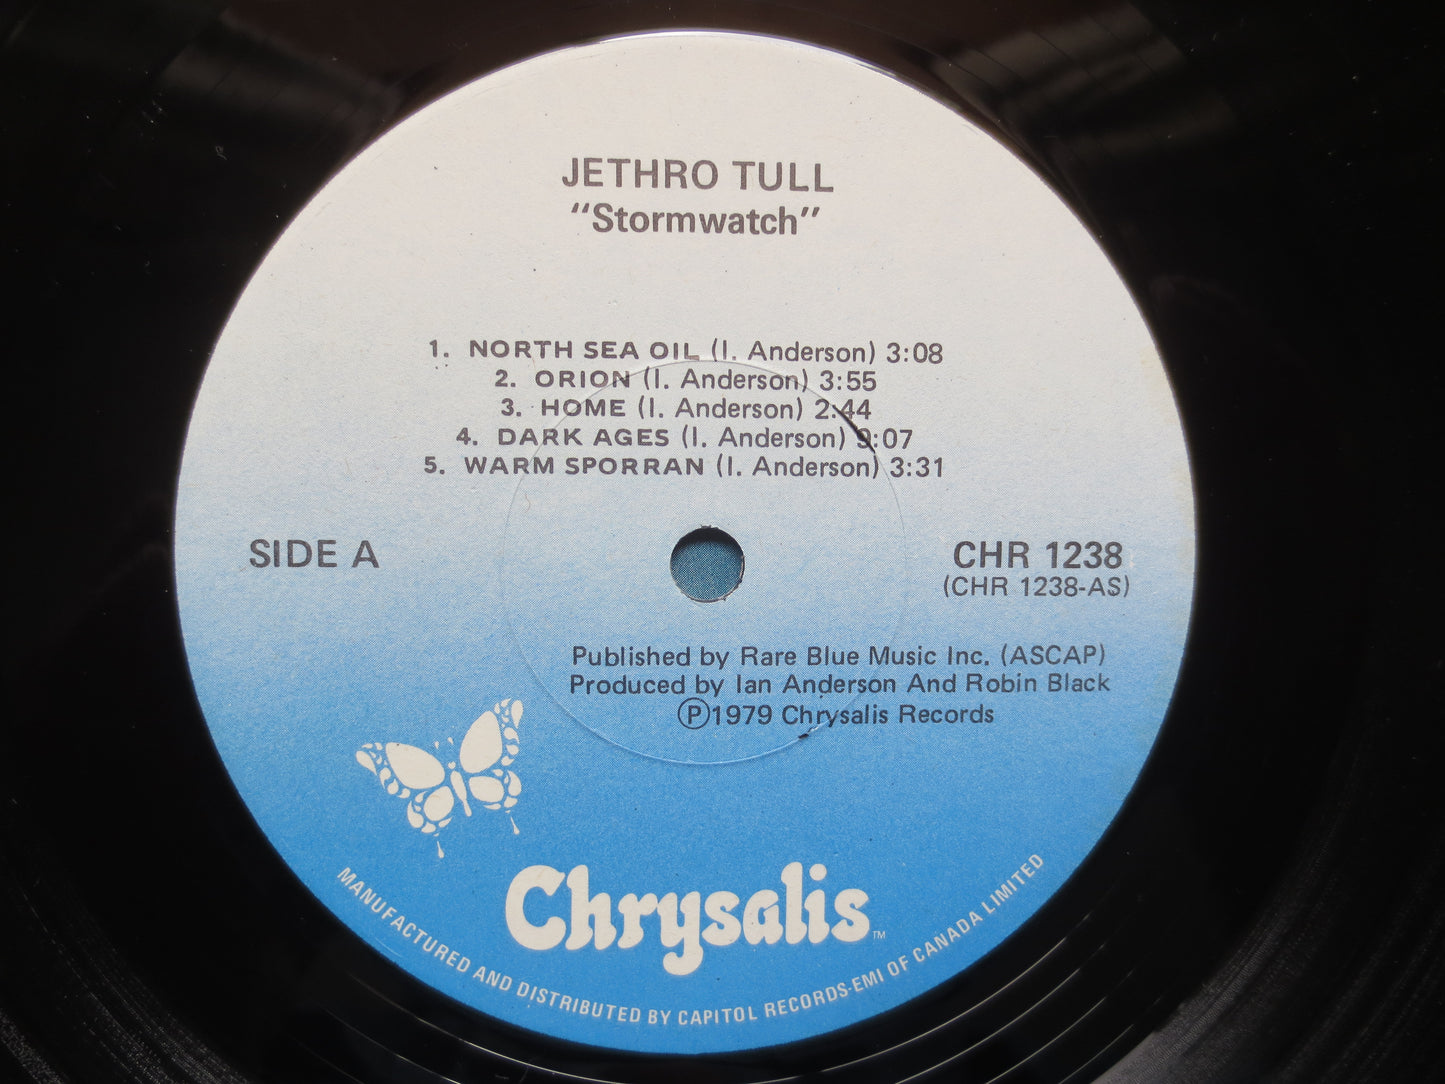 JETHRO TULL
"Stormwatch"
1. NORTH SEA OIL (I. Anderson) 3:08
2. ORION (I. Anderson) 3:55
3. HOME (I. Anderson) 2:44
4. DARK AGES (I. Anderson) 9:07
5. WARM SPORRAN (I. Anderson) 3:31
SIDE A
CHR 1238
(CHR 1238-AS)
Published by Rare Blue Music Inc. (ASCAP)
Produced by Ian Anderson And Robin Black
Ⓟ1979 Chrysalis Records
Chrysalis™
MANUFACTURED AND DISTRIBUTED BY CAPITOL RECORDS-EMI OF CANADA LIMITED